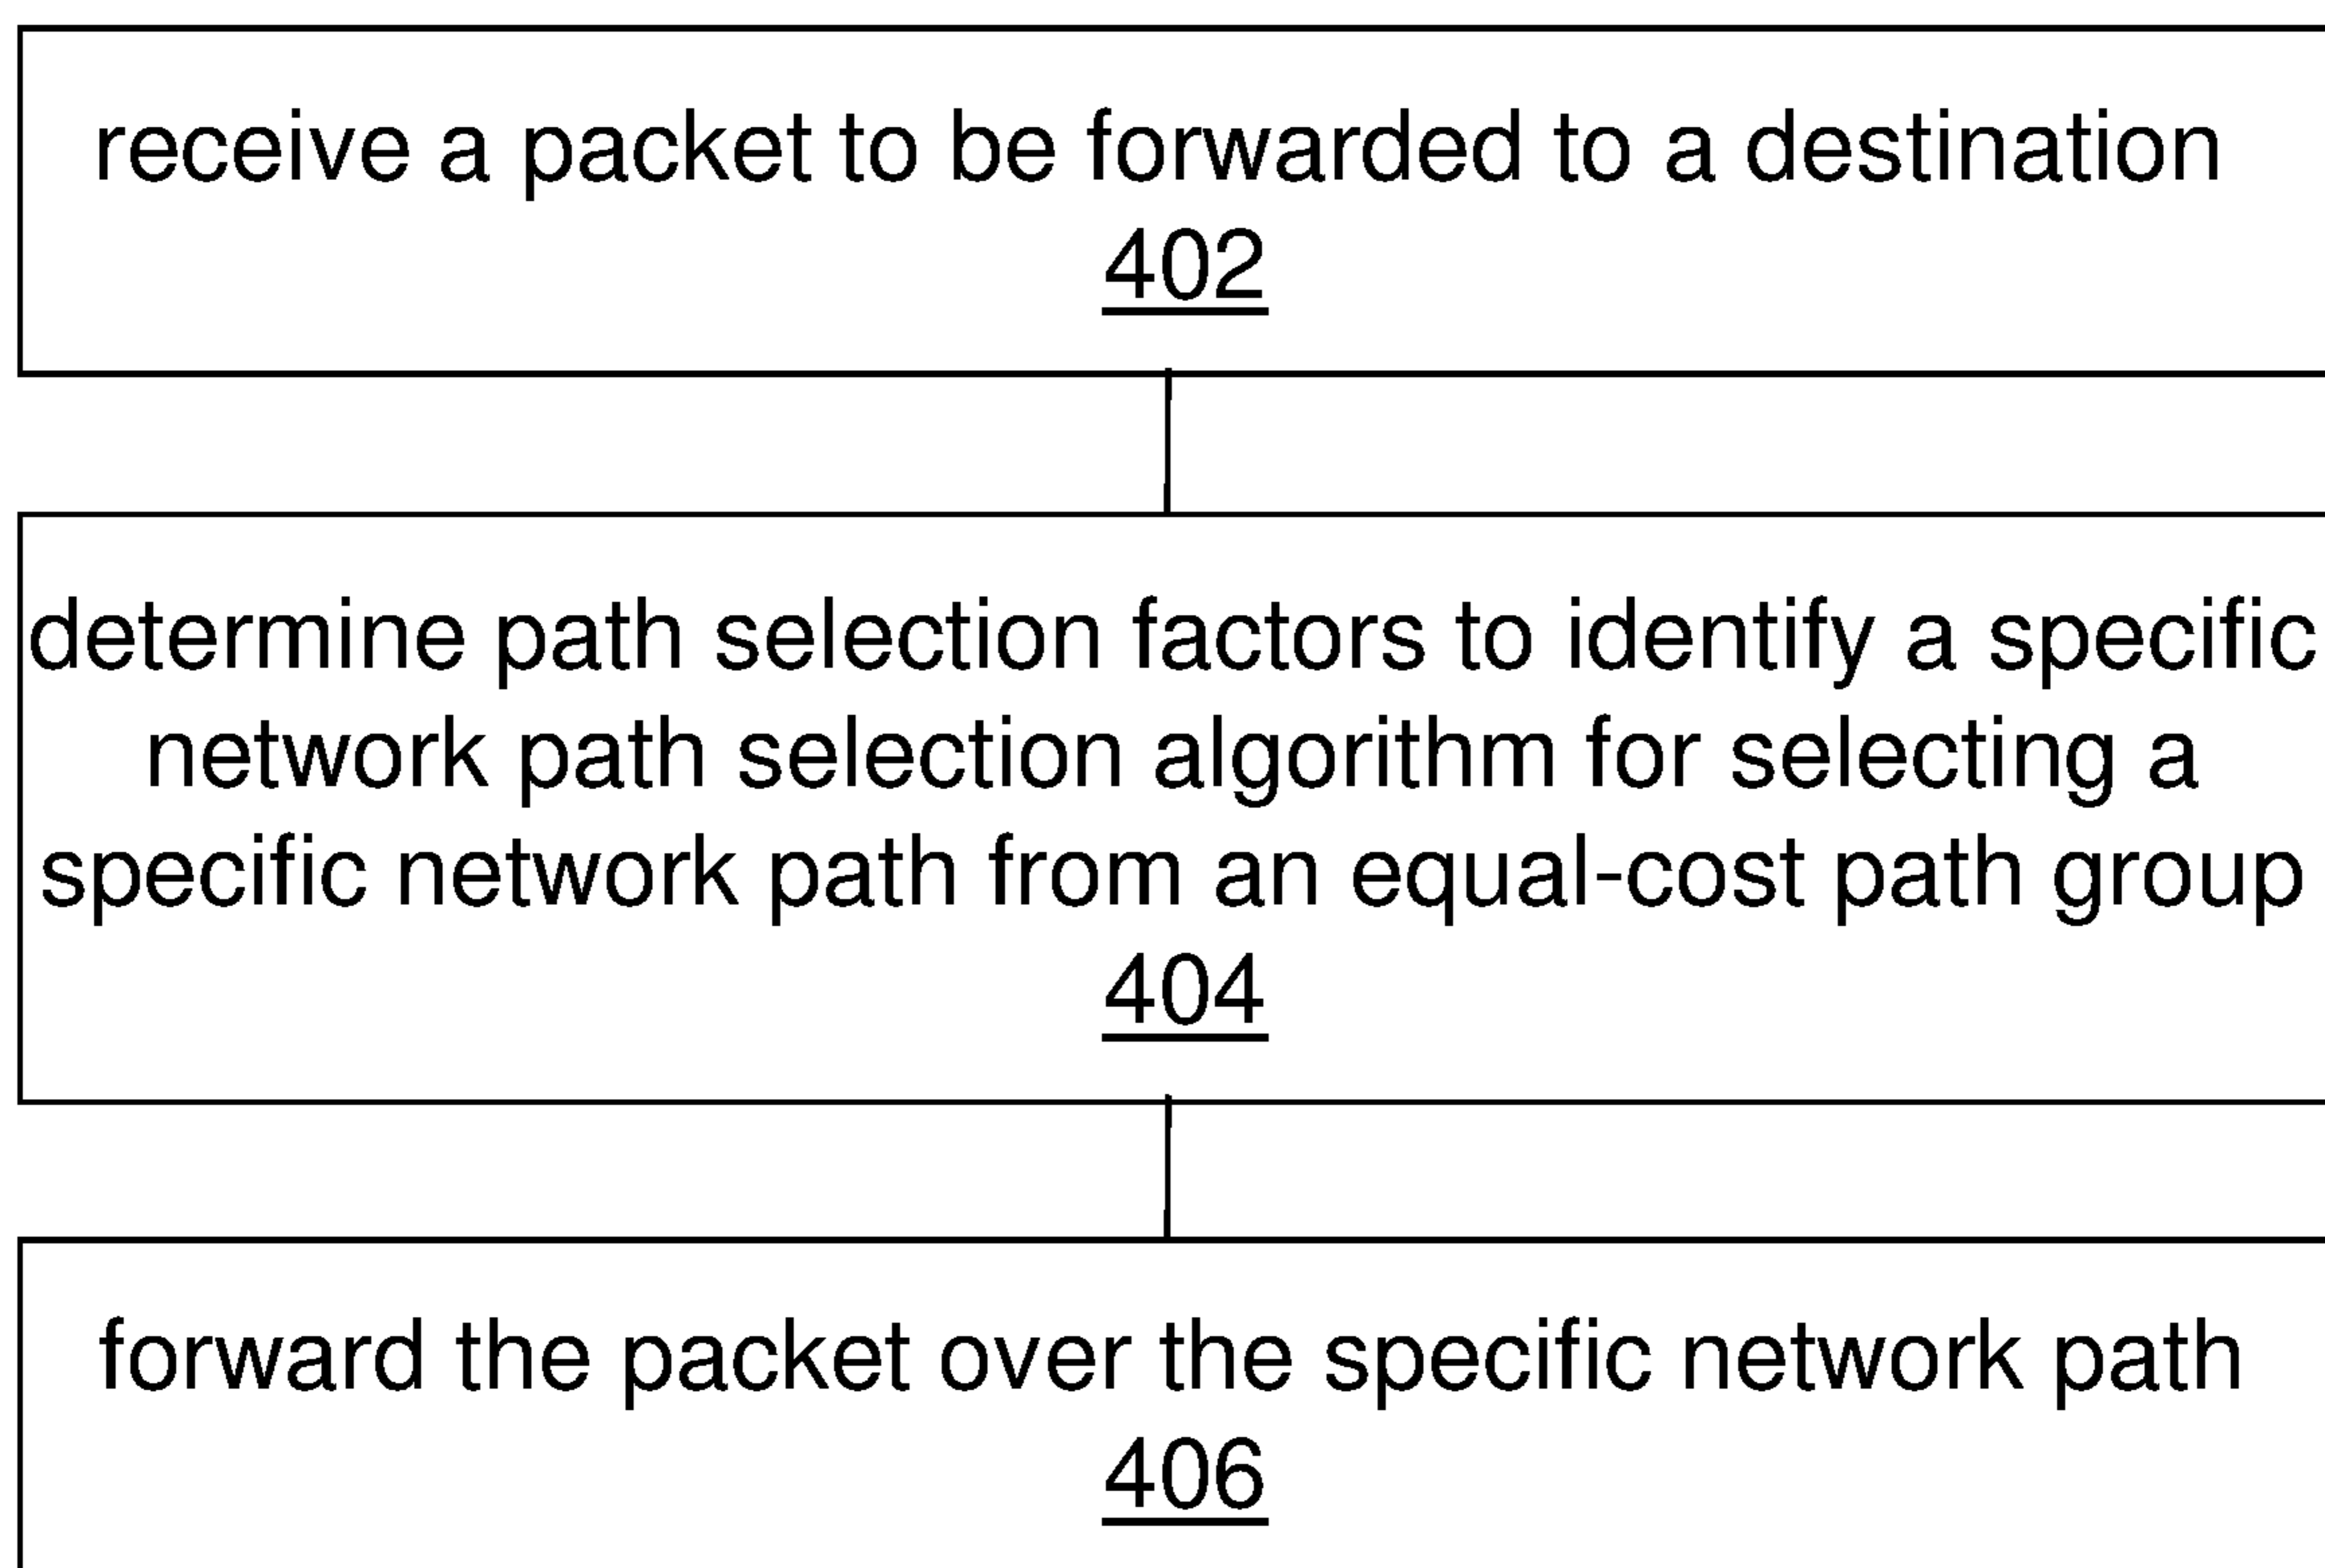 receive a packet to be forwarded to a destination
402
determine path selection factors to identify a specific
network path selection algorithm for selecting a
specific network path from an equal-cost path group
404
forward the packet over the specific network path
406